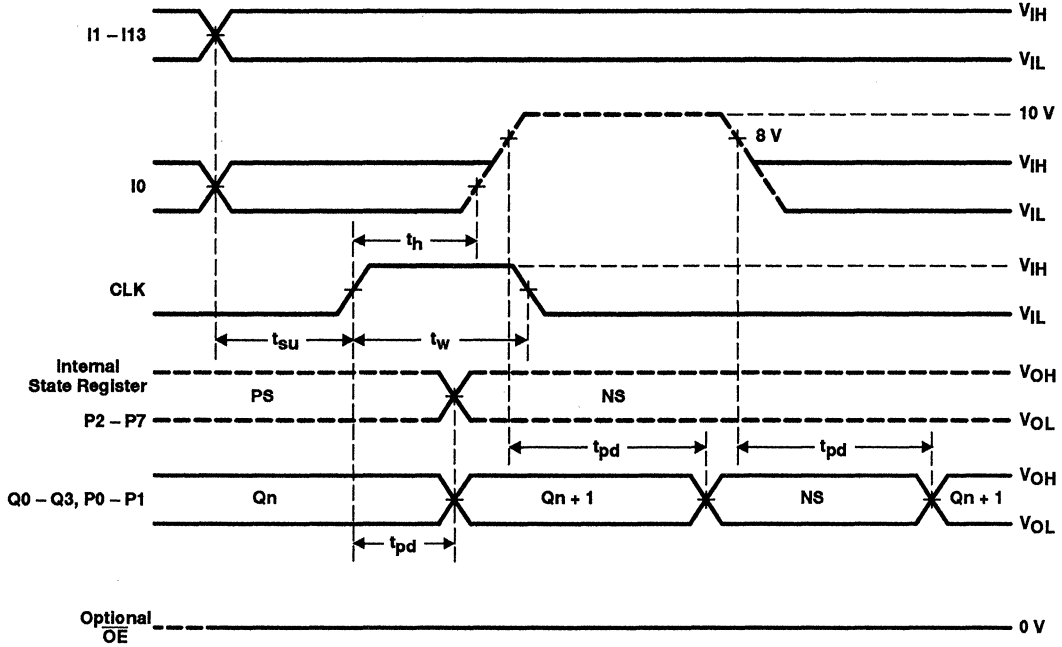 VIH
I1 – I13
VIL
10 V
8 V
VIH
I0
VIL
th
VIH
CLK
VIL
tsu
tw
Internal
State Register
VOH
PS
NS
P2 – P7
VOL
tpd
tpd
VOH
Q0 – Q3, P0 – P1
Qn
Qn + 1
NS
Qn + 1
VOL
tpd
Optional
OE
0 V